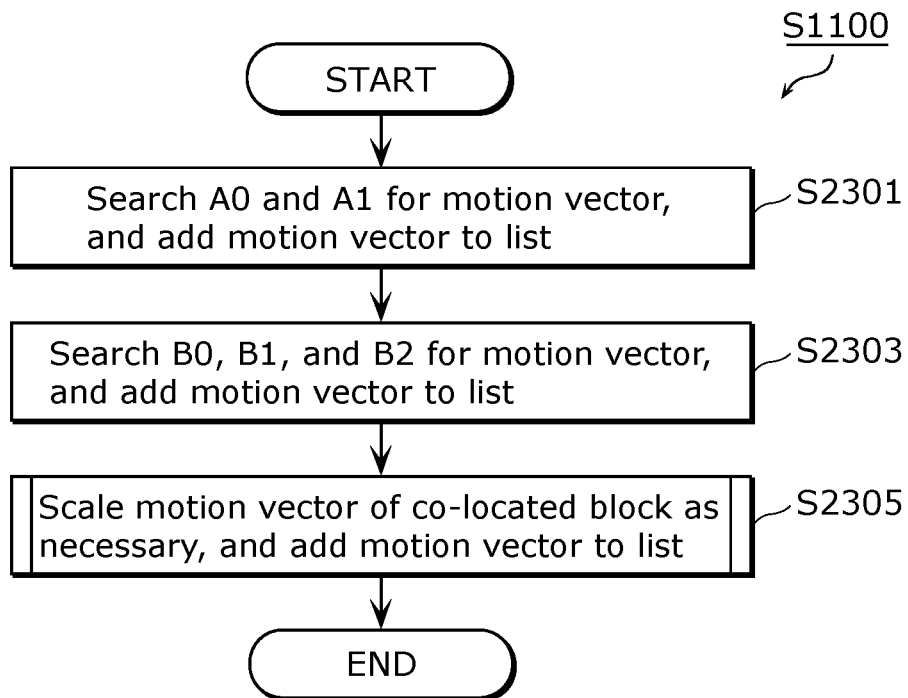 S1100
START
Search A0 and A1 for motion vector,
and add motion vector to list
S2301
Search B0, B1, and B2 for motion vector,
and add motion vector to list
S2303
Scale motion vector of co-located block as
necessary, and add motion vector to list
S2305
END